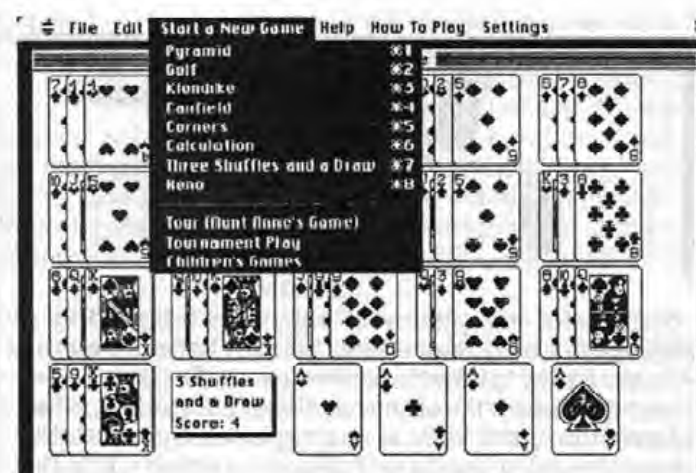 File Edit Start a New Game Help How To Play Settings
Pyramid ⌘1
Golf ⌘2
Klondike ⌘3
Canfield ⌘4
Corners ⌘5
Calculation ⌘6
Three Shuffles and a Draw ⌘7
Keno ⌘8
Tour (Aunt Anne's Game)
Tournament Play
Children's Games
3 Shuffles
and a Draw
Score: 4